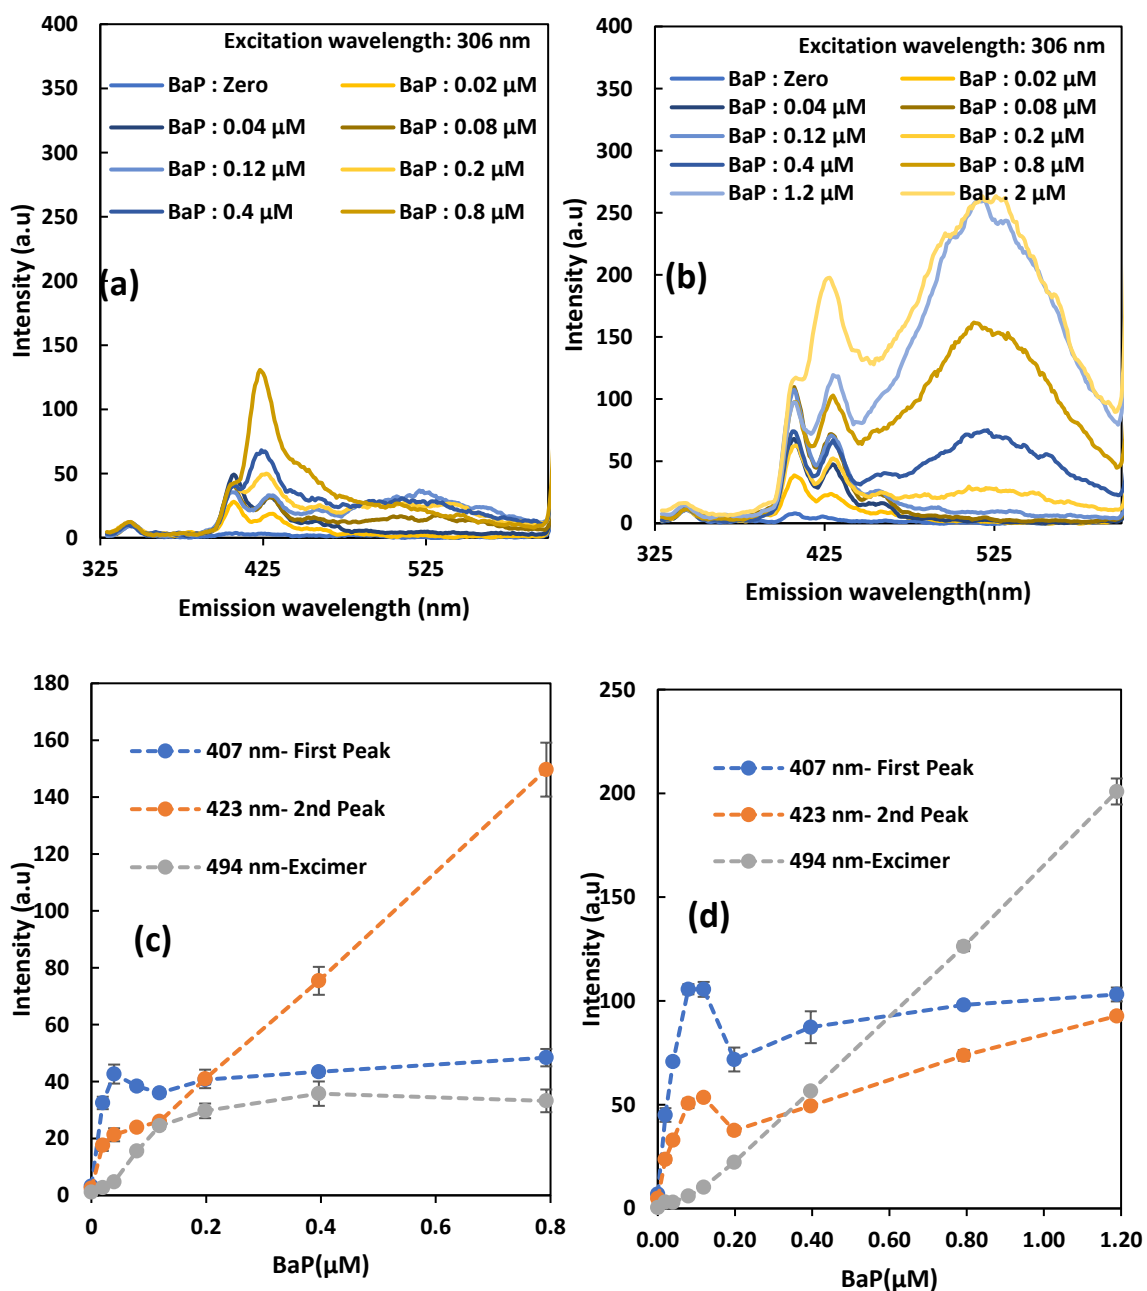 400
350
300
250
200
150
100
50
0
Intensity (a.u)
Excitation wavelength: 306 nm
BaP : Zero
BaP : 0.02 µM
BaP : 0.04 µM
BaP : 0.08 µM
BaP : 0.12 µM
BaP : 0.2 µM
BaP : 0.4 µM
BaP : 0.8 µM
(a)
325
425
525
Emission wavelength (nm)
400
350
300
250
200
150
100
50
0
Intensity (a.u)
Excitation wavelength: 306 nm
BaP : Zero
BaP : 0.02 µM
BaP : 0.04 µM
BaP : 0.08 µM
BaP : 0.12 µM
BaP : 0.2 µM
BaP : 0.4 µM
BaP : 0.8 µM
BaP : 1.2 µM
BaP : 2 µM
(b)
325
425
525
Emission wavelength(nm)
180
160
140
120
100
80
60
40
20
0
Intensity (a.u)
407 nm- First Peak
423 nm- 2nd Peak
494 nm-Excimer
(c)
0
0.2
0.4
0.6
0.8
BaP(µM)
250
200
150
100
50
0
Intensity (a.u)
407 nm- First Peak
423 nm- 2nd Peak
494 nm-Excimer
(d)
0.00
0.20
0.40
0.60
0.80
1.00
1.20
BaP(µM)